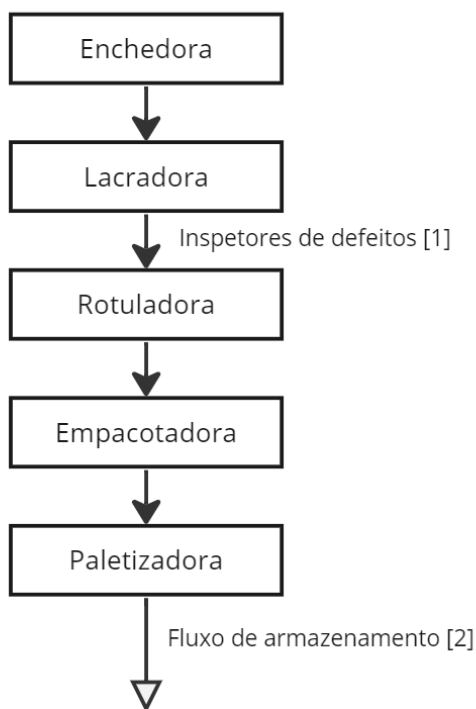 Enchedora
Lacradora
Inspetores de defeitos [1]
Rotuladora
Empacotadora
Paletizadora
Fluxo de armazenamento [2]